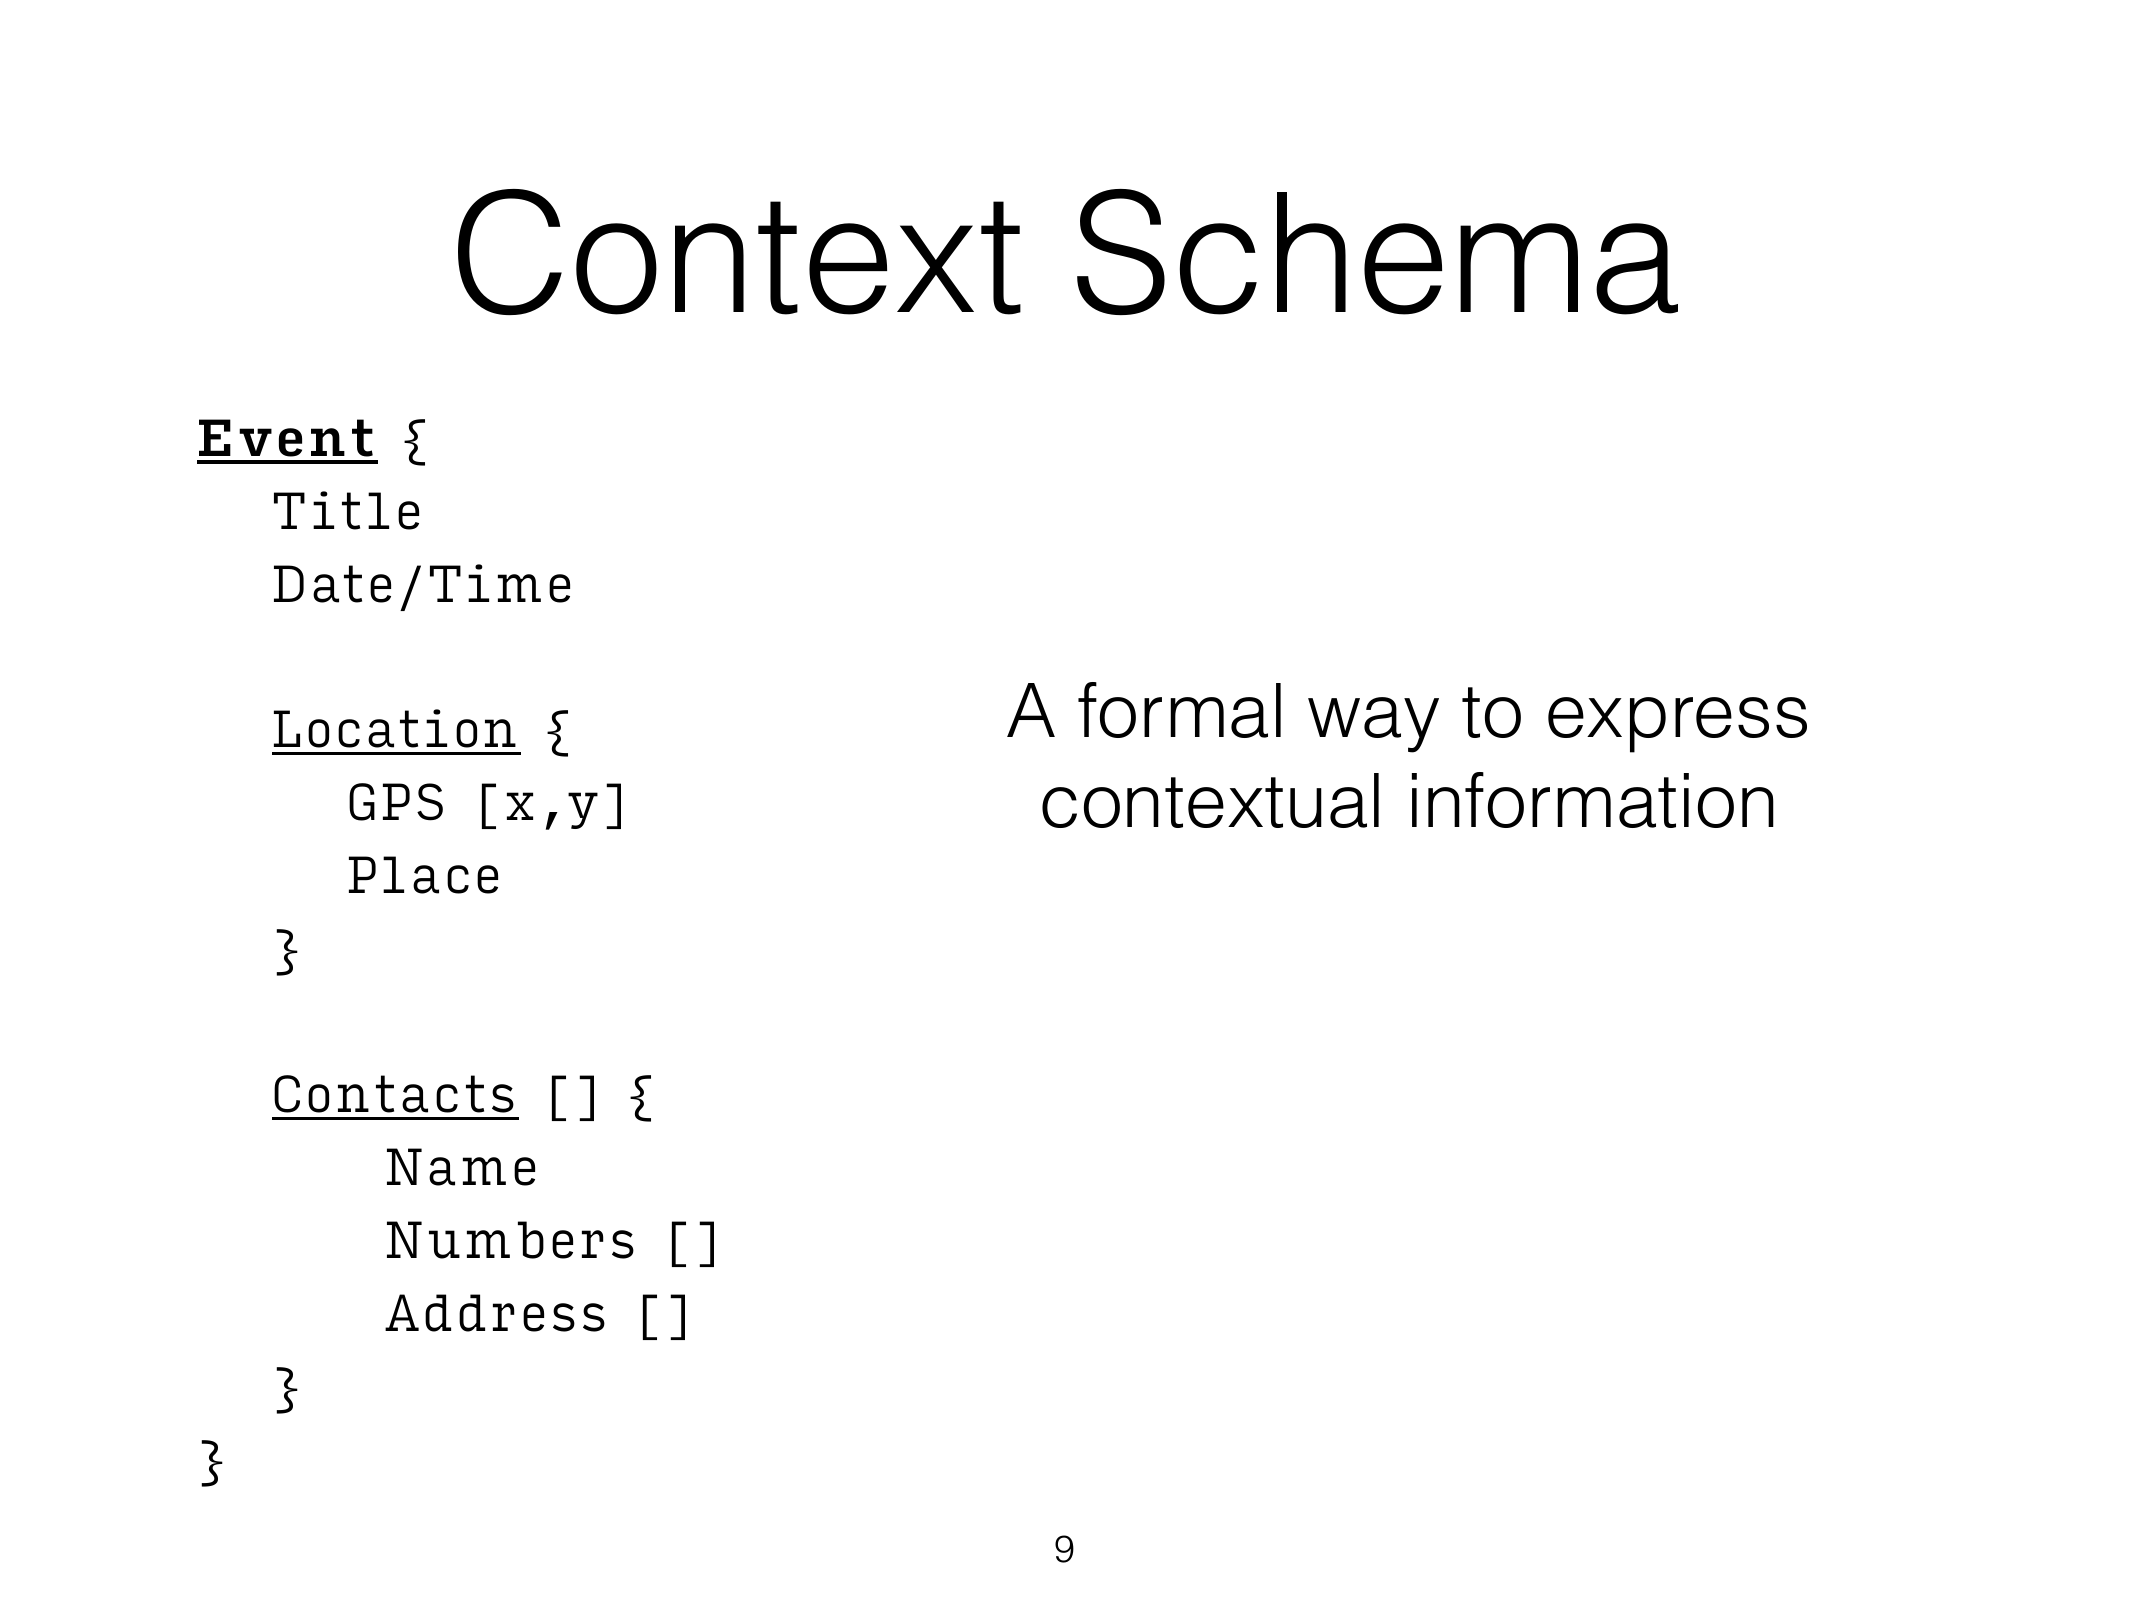 Context Schema
Event {
Title
Date/Time
Location {
GPS [x,y]
Place
}
Contacts [] {
Name
Numbers []
Address []
}
}
A formal way to express
contextual information
9